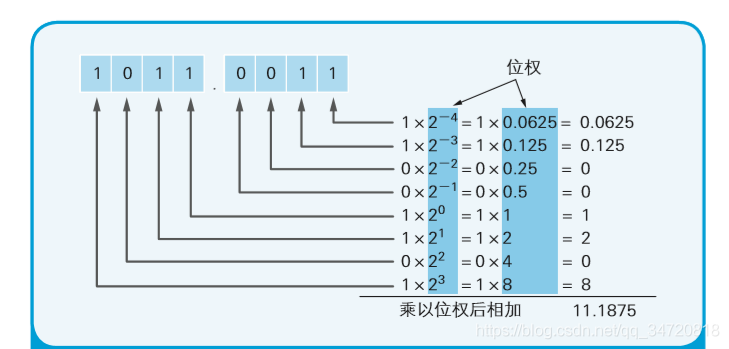 1 0 1 1 . 0 0 1 1
位权
1×2⁻⁴=1×0.0625= 0.0625
1×2⁻³=1×0.125 = 0.125
0×2⁻²=0×0.25 = 0
0×2⁻¹=0×0.5 = 0
1×2⁰=1×1 = 1
1×2¹=1×2 = 2
0×2²=0×4 = 0
1×2³=1×8 = 8
乘以位权后相加 11.1875
https://blog.csdn.net/qq_34720818